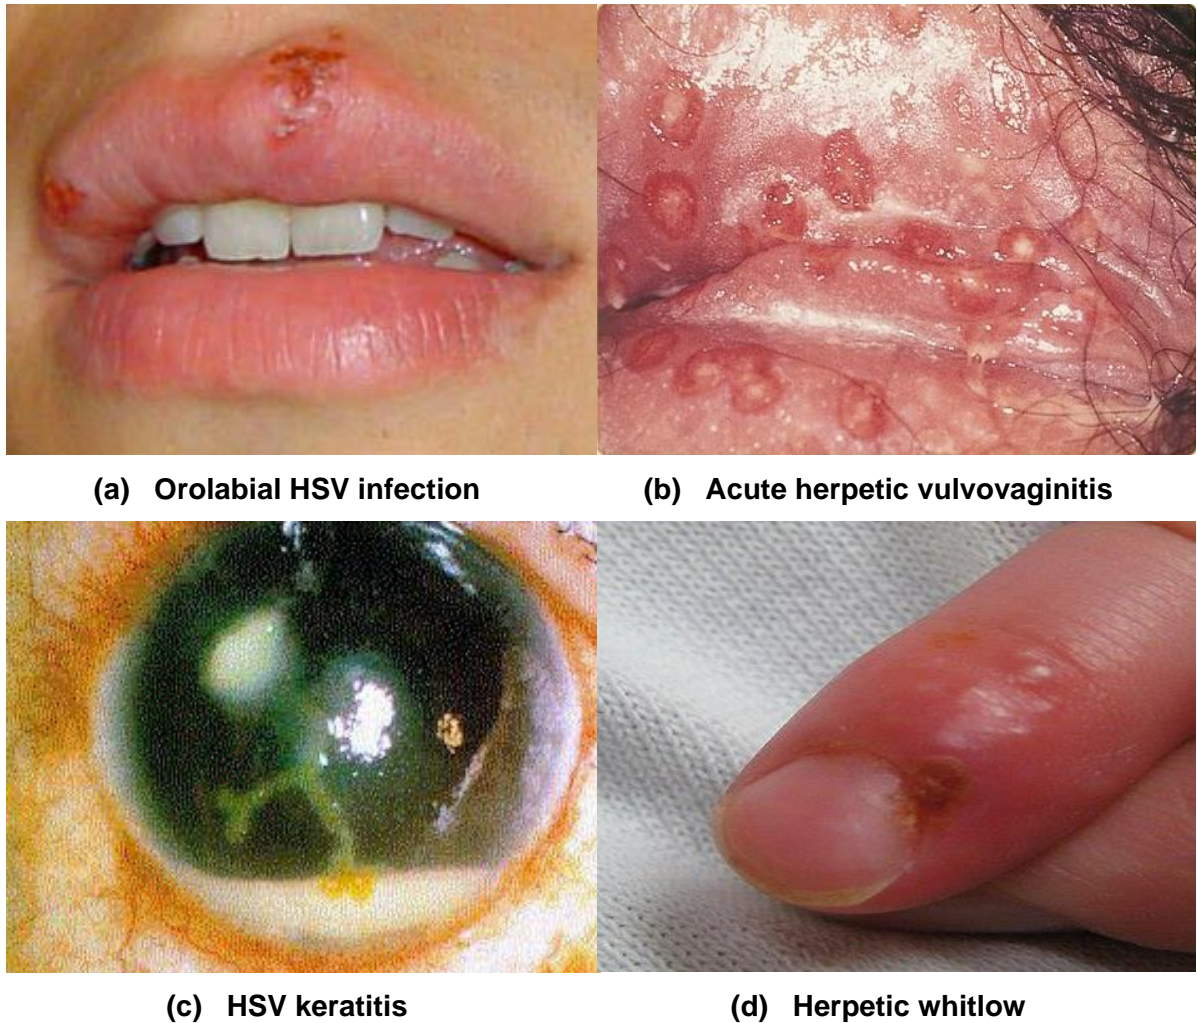 (a) Orolabial HSV infection
(b) Acute herpetic vulvovaginitis
(c) HSV keratitis
(d) Herpetic whitlow